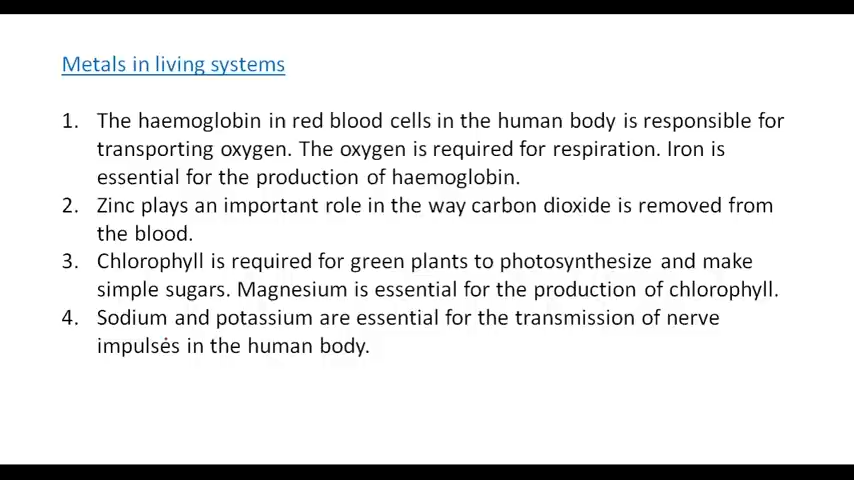 Metals in living systems
1. The haemoglobin in red blood cells in the human body is responsible for
transporting oxygen. The oxygen is required for respiration. Iron is
essential for the production of haemoglobin.
2. Zinc plays an important role in the way carbon dioxide is removed from
the blood.
3. Chlorophyll is required for green plants to photosynthesize and make
simple sugars. Magnesium is essential for the production of chlorophyll.
4. Sodium and potassium are essential for the transmission of nerve
impulses in the human body.